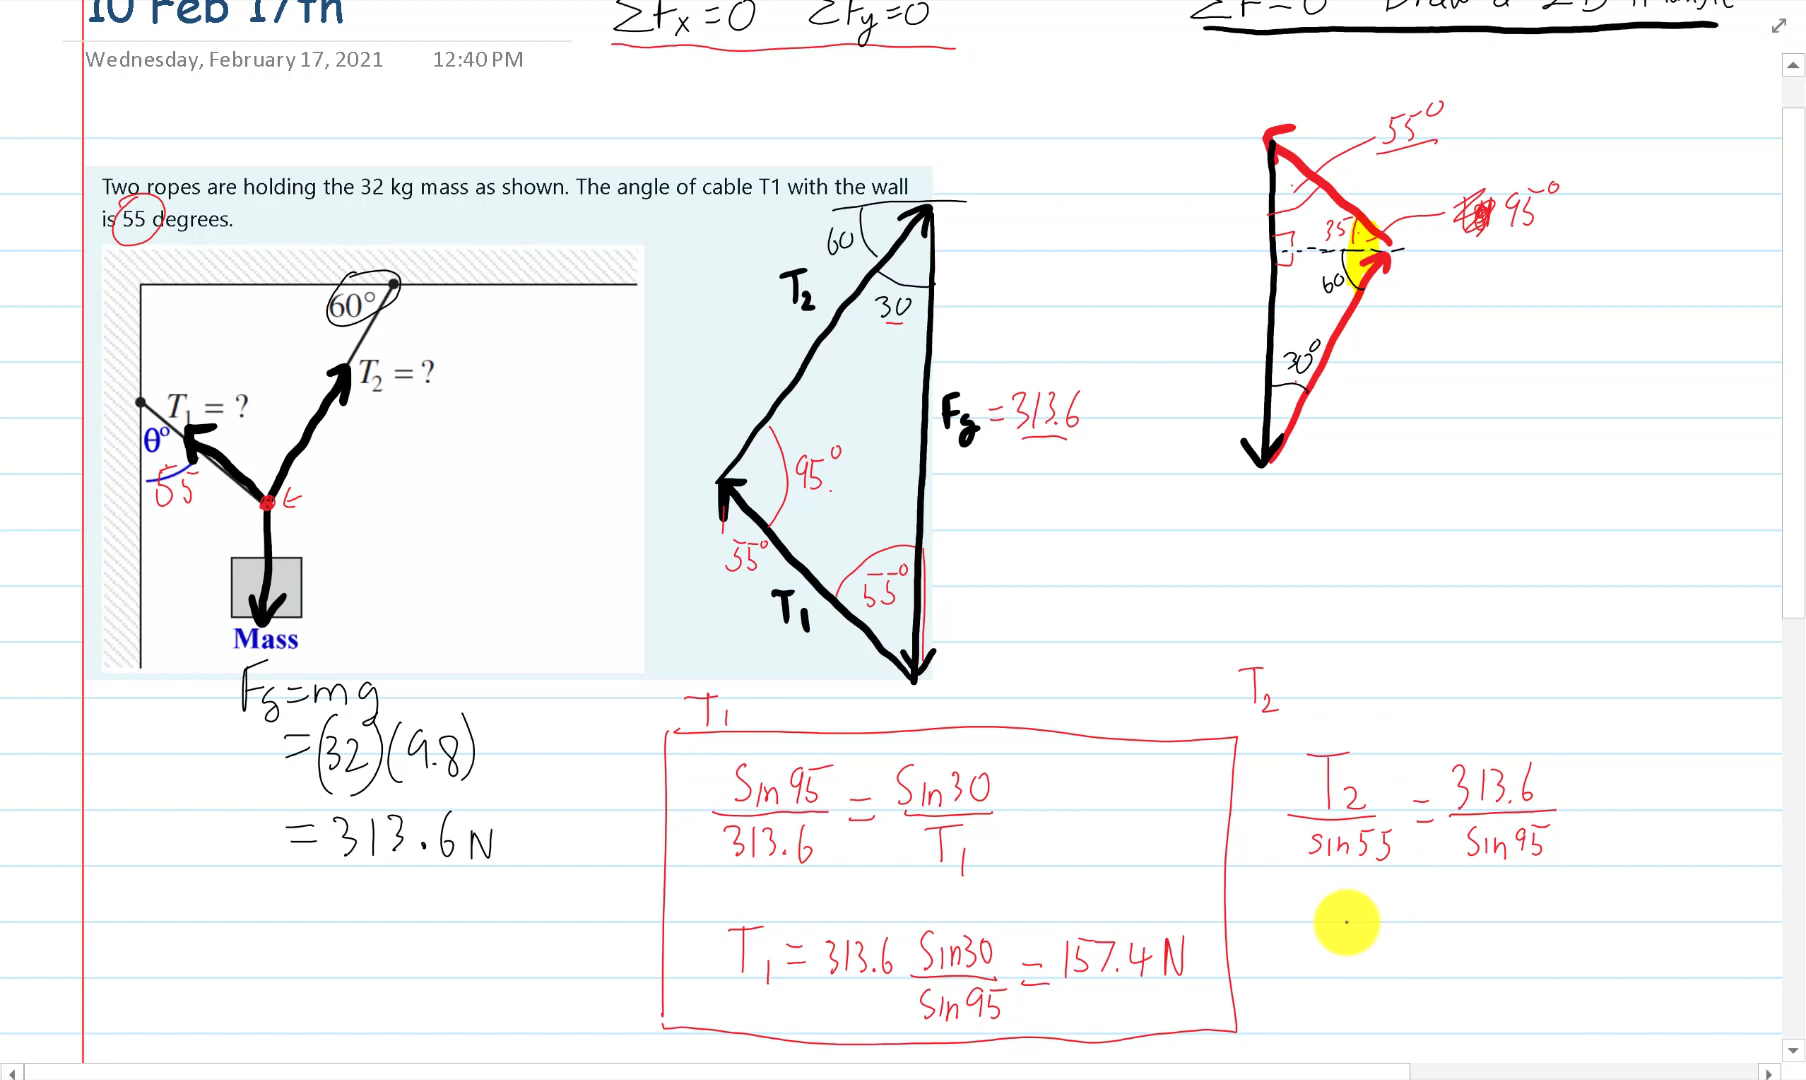 10 Feb 17th
ΣFx = 0 ΣFy = 0
ΣF = 0 Draw a
Wednesday, February 17, 2021 12:40 PM
Two ropes are holding the 32 kg mass as shown. The angle of cable T1 with the wall
is 55 degrees.
60°
T2 = ?
T1 = ?
θ°
55
Mass
Fg = mg
= (32)(9.8)
= 313.6 N
60
T2
30
Fg = 313.6
95°
55°
55°
T1
55°
35
95°
60
30°
T1
Sin 95 / 313.6 = Sin 30 / T1
T1 = 313.6 Sin30 / Sin 95 = 157.4 N
T2
T2 / sin 55 = 313.6 / Sin 95